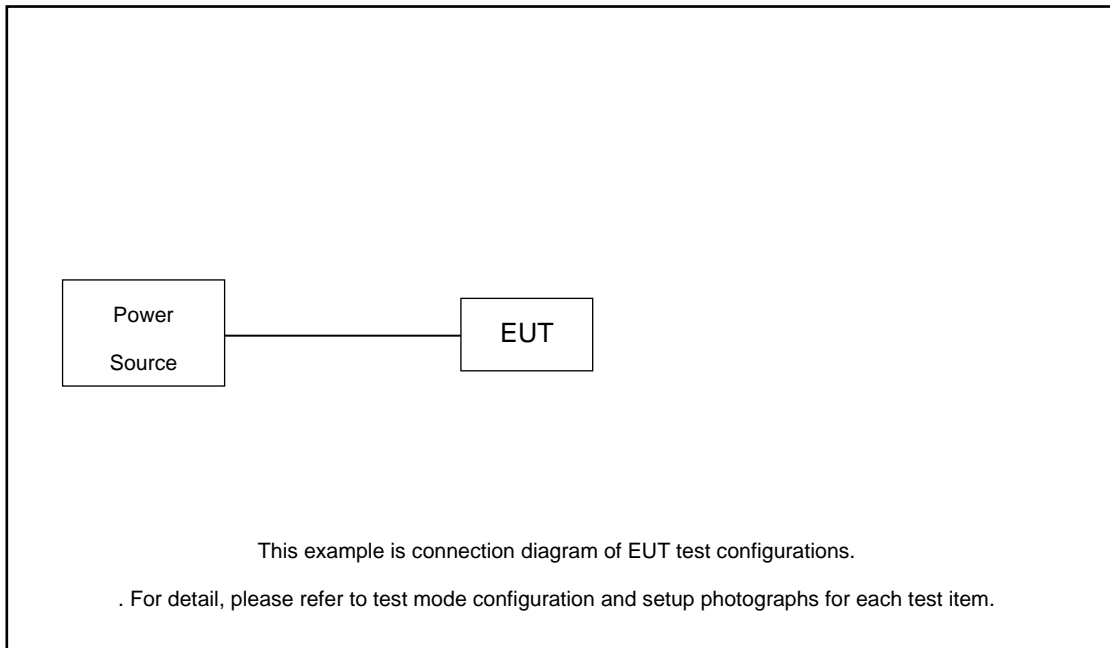 Power
Source
EUT
This example is connection diagram of EUT test configurations.
. For detail, please refer to test mode configuration and setup photographs for each test item.